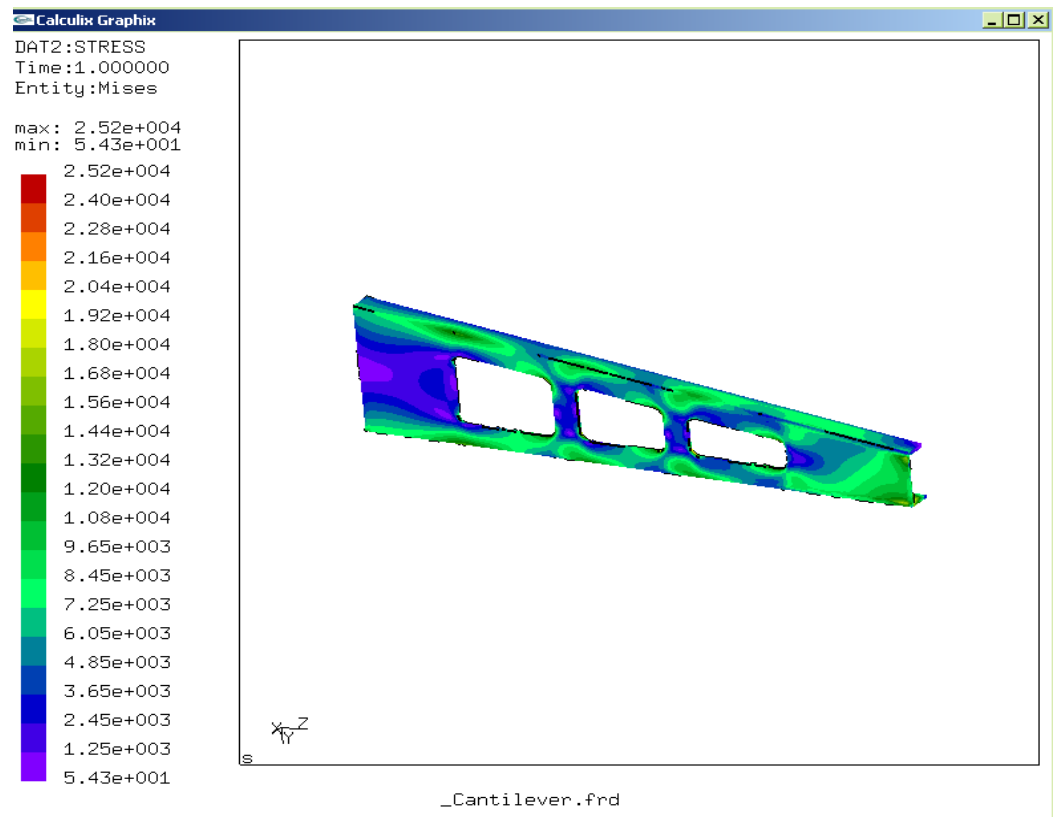 Calculix Graphix
DAT2:STRESS
Time:1.000000
Entity:Mises
max: 2.52e+004
min: 5.43e+001
2.52e+004
2.40e+004
2.28e+004
2.16e+004
2.04e+004
1.92e+004
1.80e+004
1.68e+004
1.56e+004
1.44e+004
1.32e+004
1.20e+004
1.08e+004
9.65e+003
8.45e+003
7.25e+003
6.05e+003
4.85e+003
3.65e+003
2.45e+003
1.25e+003
5.43e+001
X Z
Y
s
_Cantilever.frd